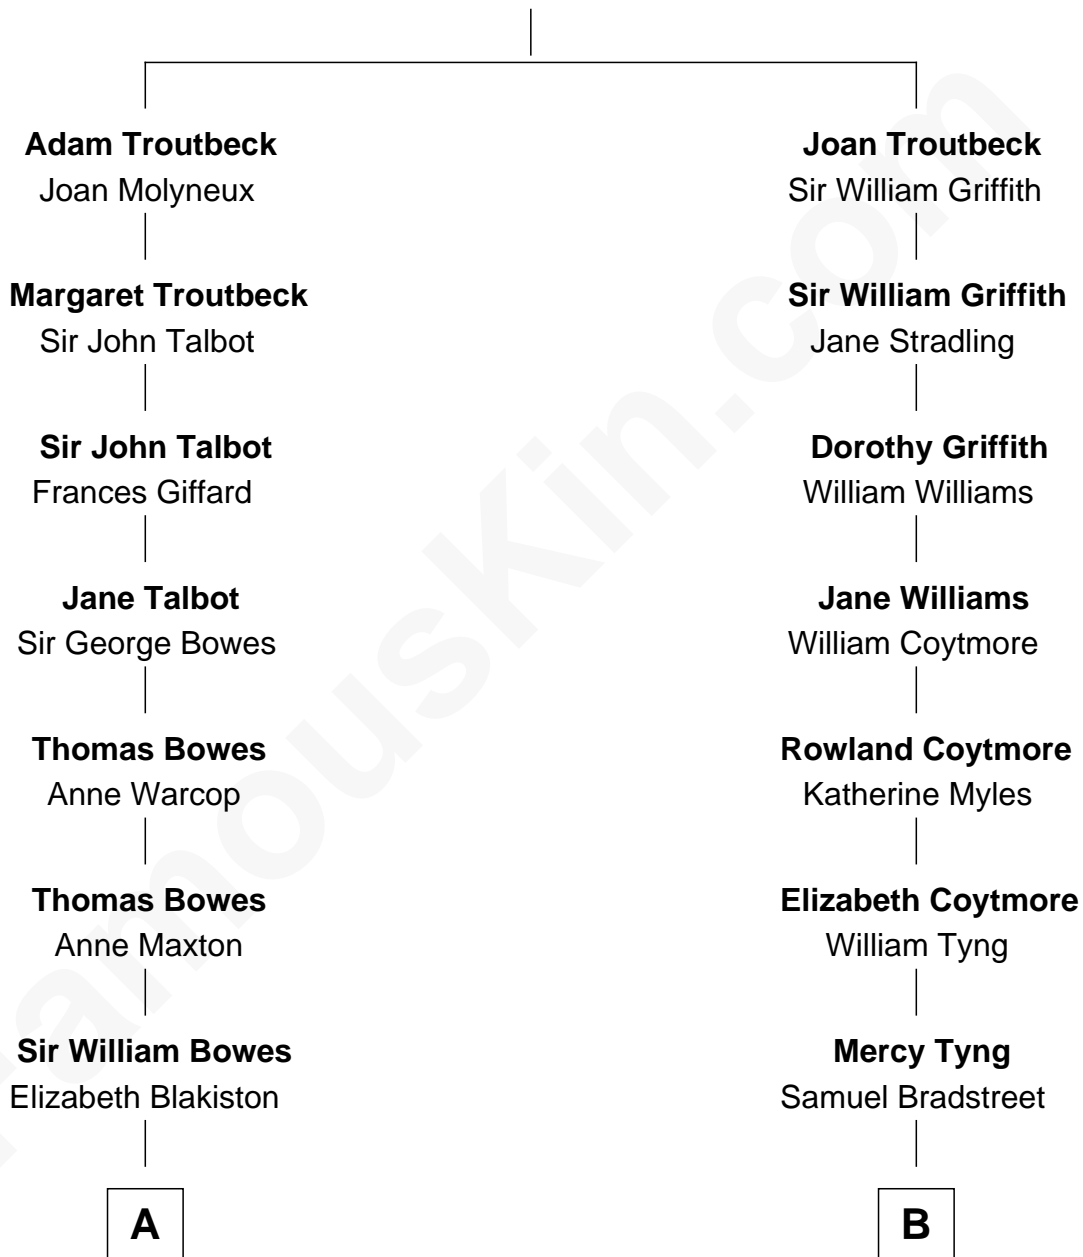 Adam Troutbeck
Joan Molyneux
Margaret Troutbeck
Sir John Talbot
Sir John Talbot
Frances Giffard
Jane Talbot
Sir George Bowes
Thomas Bowes
Anne Warcop
Thomas Bowes
Anne Maxton
Sir William Bowes
Elizabeth Blakiston
A
Joan Troutbeck
Sir William Griffith
Sir William Griffith
Jane Stradling
Dorothy Griffith
William Williams
Jane Williams
William Coytmore
Rowland Coytmore
Katherine Myles
Elizabeth Coytmore
William Tyng
Mercy Tyng
Samuel Bradstreet
B
FamousKin.com